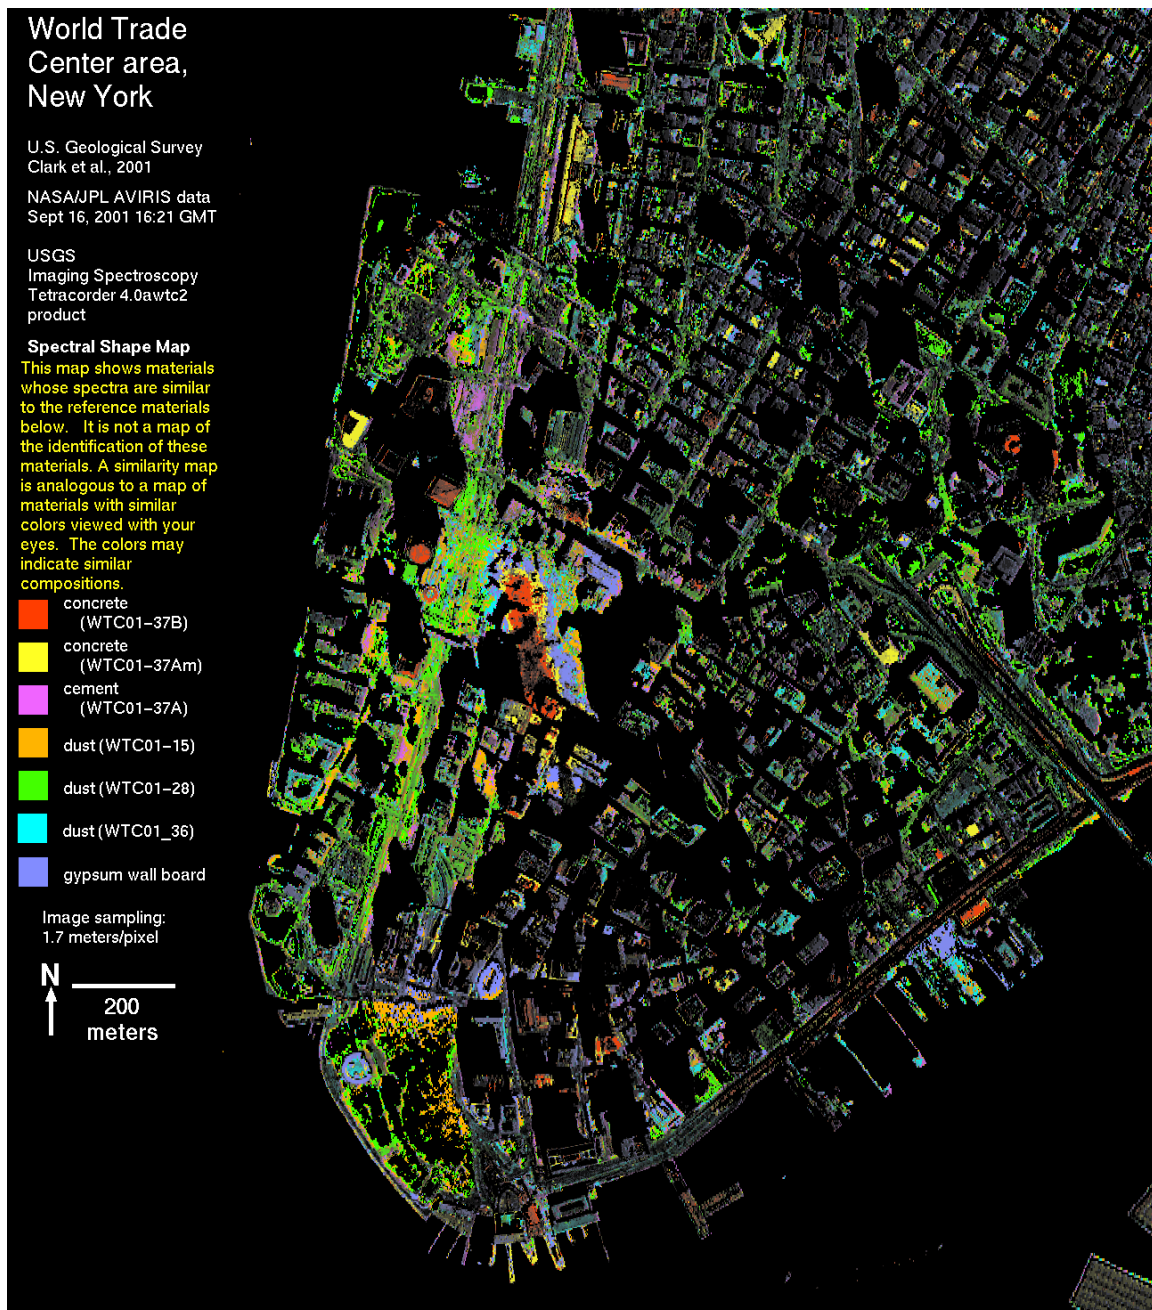 World Trade
Center area,
New York
U.S. Geological Survey
Clark et al., 2001
NASA/JPL AVIRIS data
Sept 16, 2001 16:21 GMT
USGS
Imaging Spectroscopy
Tetracorder 4.0awtc2
product
Spectral Shape Map
This map shows materials
whose spectra are similar
to the reference materials
below.  It is not a map of
the identification of these
materials. A similarity map
is analogous to a map of
materials with similar
colors viewed with your
eyes.  The colors may
indicate similar
compositions.
concrete
(WTC01-37B)
concrete
(WTC01-37Am)
cement
(WTC01-37A)
dust (WTC01-15)
dust (WTC01-28)
dust (WTC01_36)
gypsum wall board
Image sampling:
1.7 meters/pixel
N
200
meters